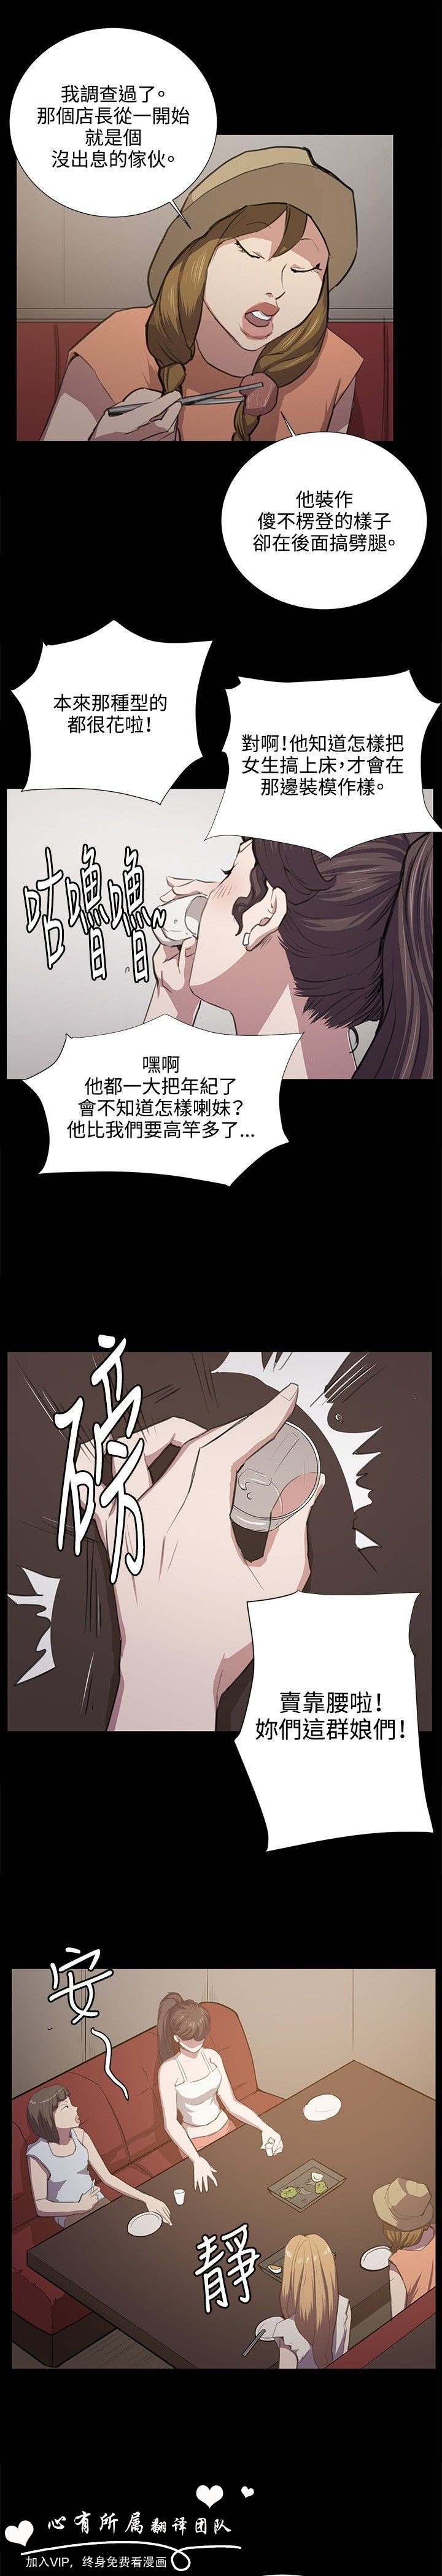 我調查過了。
那個店長從一開始
就是個
沒出息的傢伙。
他裝作
傻不楞登的樣子
卻在後面搞劈腿。
本來那種型的
都很花啦!
對啊!他知道怎樣把
女生搞上床,才會在
那邊裝模作樣。
咕嚕嚕~
嘿啊
他都一大把年紀了
會不知道怎樣喇妹?
他比我們要高竿多了...
磅
賣靠腰啦!
妳們這群娘們!
安~
靜
心有所属翻译团队
加入VIP，终身免费看漫画